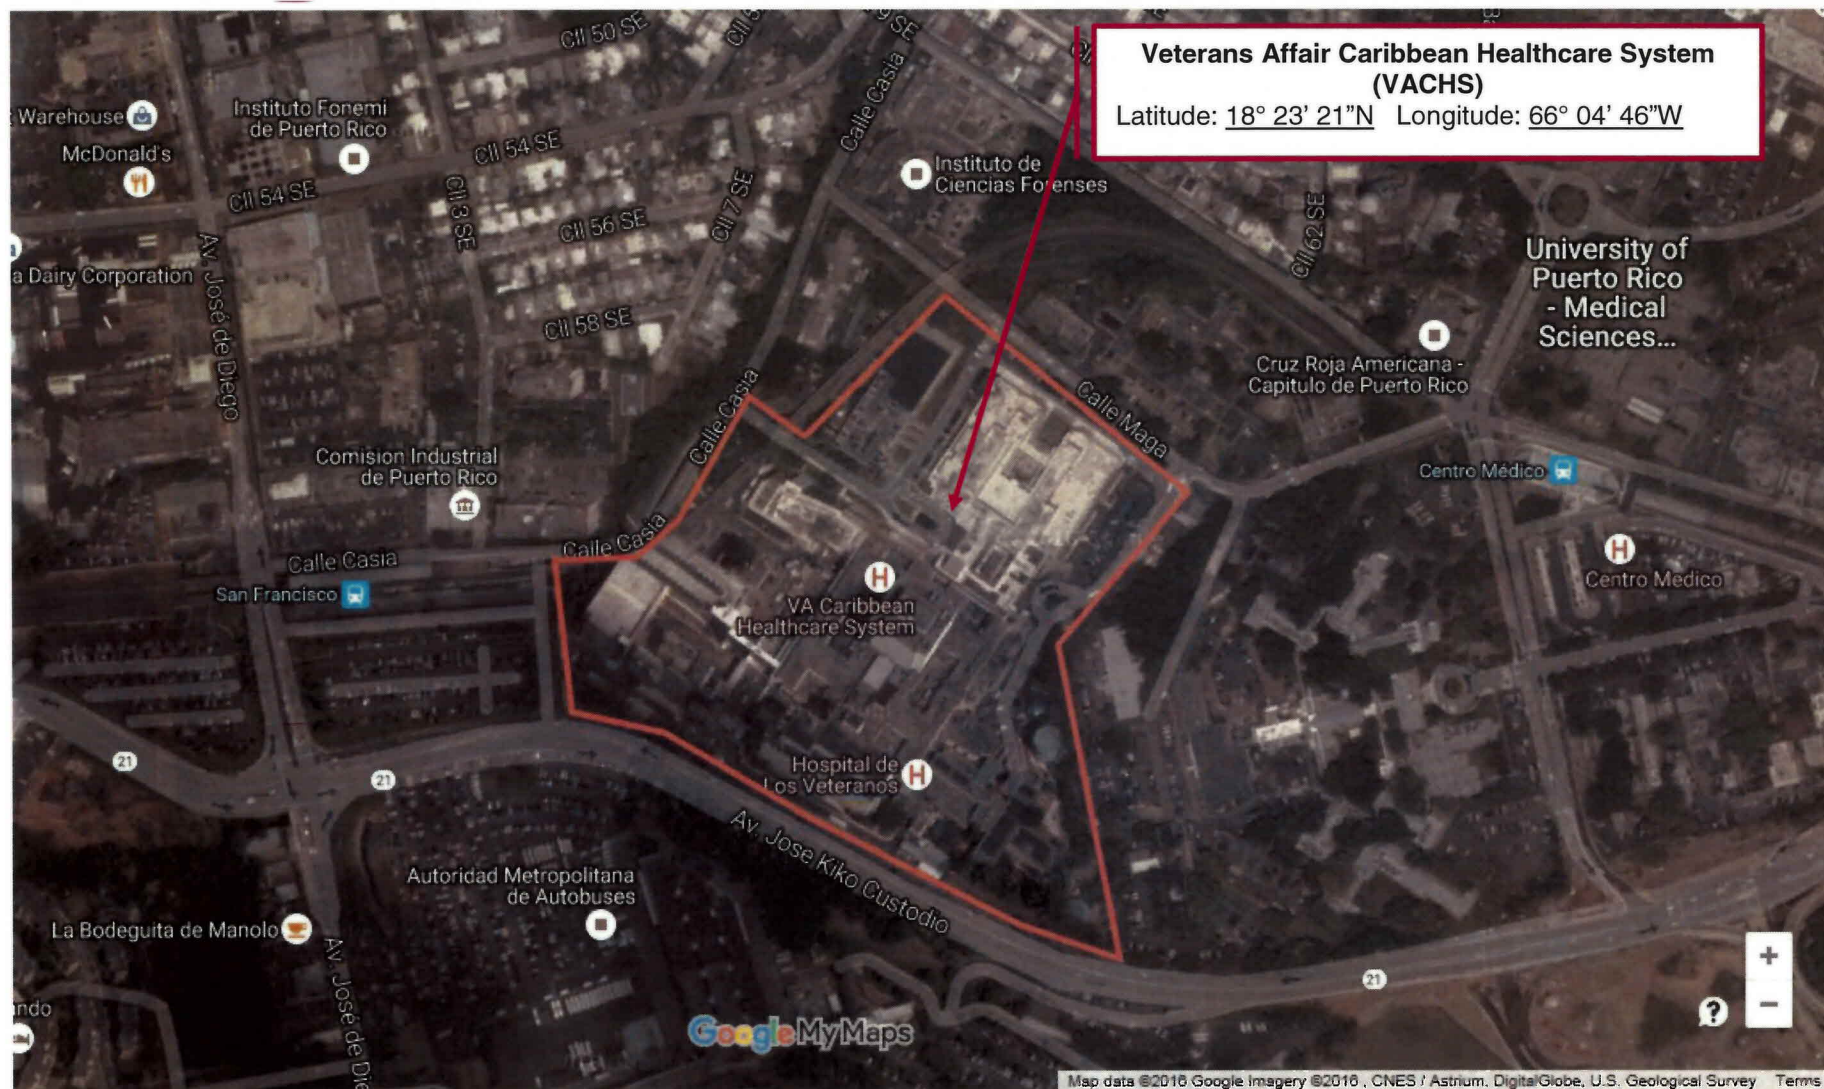 Veterans Affair Caribbean Healthcare System
(VACHS)
Latitude: 18° 23’ 21”N Longitude: 66° 04’ 46”W
Cll 50 SE
Warehouse
McDonald's
Instituto Fonemi
de Puerto Rico
Cll 54 SE
Cll 54 SE
Calle Casia
Instituto de
Ciencias Forenses
Cll 3 SE
Cll 56 SE
Cll 7 SE
Cll 62 SE
University of
Puerto Rico
- Medical
Sciences...
a Dairy Corporation
Av. José de Diego
Cll 58 SE
Cruz Roja Americana -
Capitulo de Puerto Rico
Calle Maga
Calle Casia
Comision Industrial
de Puerto Rico
Centro Médico
Calle Casia
Calle Casia
San Francisco
VA Caribbean
Healthcare System
Centro Medico
21
21
Hospital de
Los Veteranos
Av. Jose Kiko Custodio
Autoridad Metropolitana
de Autobuses
La Bodeguita de Manolo
Av. José de Die
21
+
-
?
ando
Google My Maps
Map data ©2016 Google Imagery ©2016 , CNES / Astrium, DigitalGlobe, U.S. Geological Survey Terms